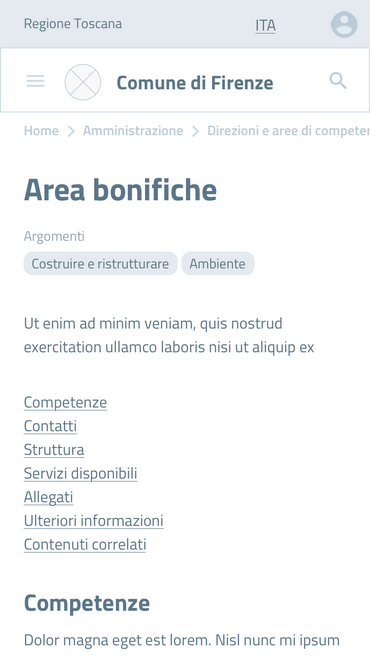 Regione Toscana ITA
Comune di Firenze
Home Amministrazione Direzioni e aree di
Area bonifiche
Argomenti
Costruire e ristrutturare Ambiente
Ut enim ad minim veniam, quis nostrud
exercitation ullamco laboris nisi ut aliquip ex
Competenze
Contatti
Struttura
Servizi disponibili
Allegati
Ulteriori informazioni
Contenuti correlati
Competenze
Dolor magna eget est lorem. Nisl nunc mi ipsum